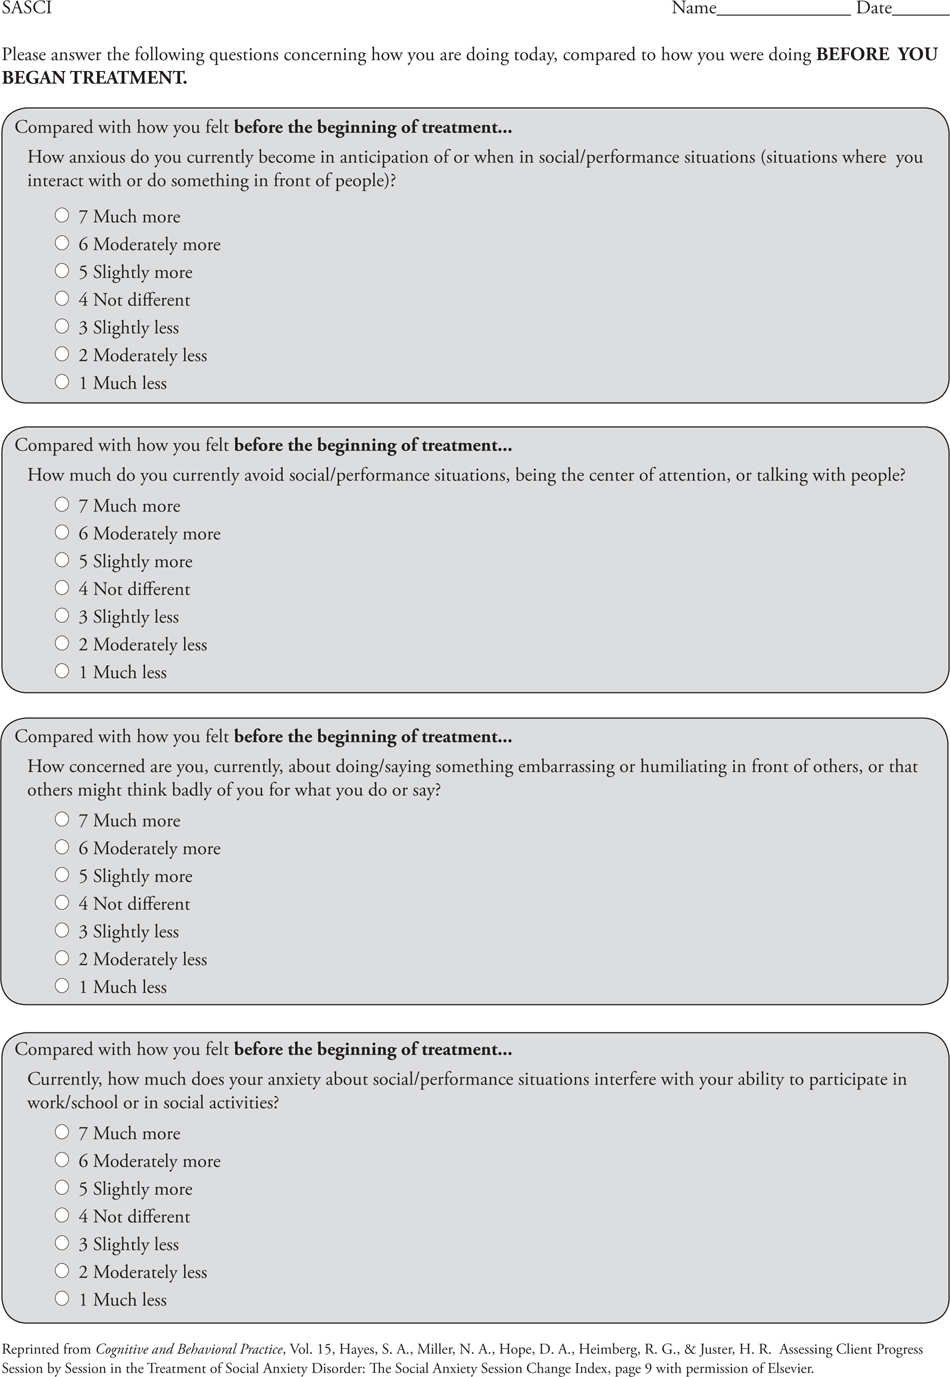 SASCI Name______________ Date______
Please answer the following questions concerning how you are doing today, compared to how you were doing BEFORE YOU
BEGAN TREATMENT.
Compared with how you felt before the beginning of treatment...
How anxious do you currently become in anticipation of or when in social/performance situations (situations where you
interact with or do something in front of people)?
7 Much more
6 Moderately more
5 Slightly more
4 Not different
3 Slightly less
2 Moderately less
1 Much less
Compared with how you felt before the beginning of treatment...
How much do you currently avoid social/performance situations, being the center of attention, or talking with people?
7 Much more
6 Moderately more
5 Slightly more
4 Not different
3 Slightly less
2 Moderately less
1 Much less
Compared with how you felt before the beginning of treatment...
How concerned are you, currently, about doing/saying something embarrassing or humiliating in front of others, or that
others might think badly of you for what you do or say?
7 Much more
6 Moderately more
5 Slightly more
4 Not different
3 Slightly less
2 Moderately less
1 Much less
Compared with how you felt before the beginning of treatment...
Currently, how much does your anxiety about social/performance situations interfere with your ability to participate in
work/school or in social activities?
7 Much more
6 Moderately more
5 Slightly more
4 Not different
3 Slightly less
2 Moderately less
1 Much less
Reprinted from Cognitive and Behavioral Practice, Vol. 15, Hayes, S. A., Miller, N. A., Hope, D. A., Heimberg, R. G., & Juster, H. R. Assessing Client Progress
Session by Session in the Treatment of Social Anxiety Disorder: The Social Anxiety Session Change Index, page 9 with permission of Elsevier.